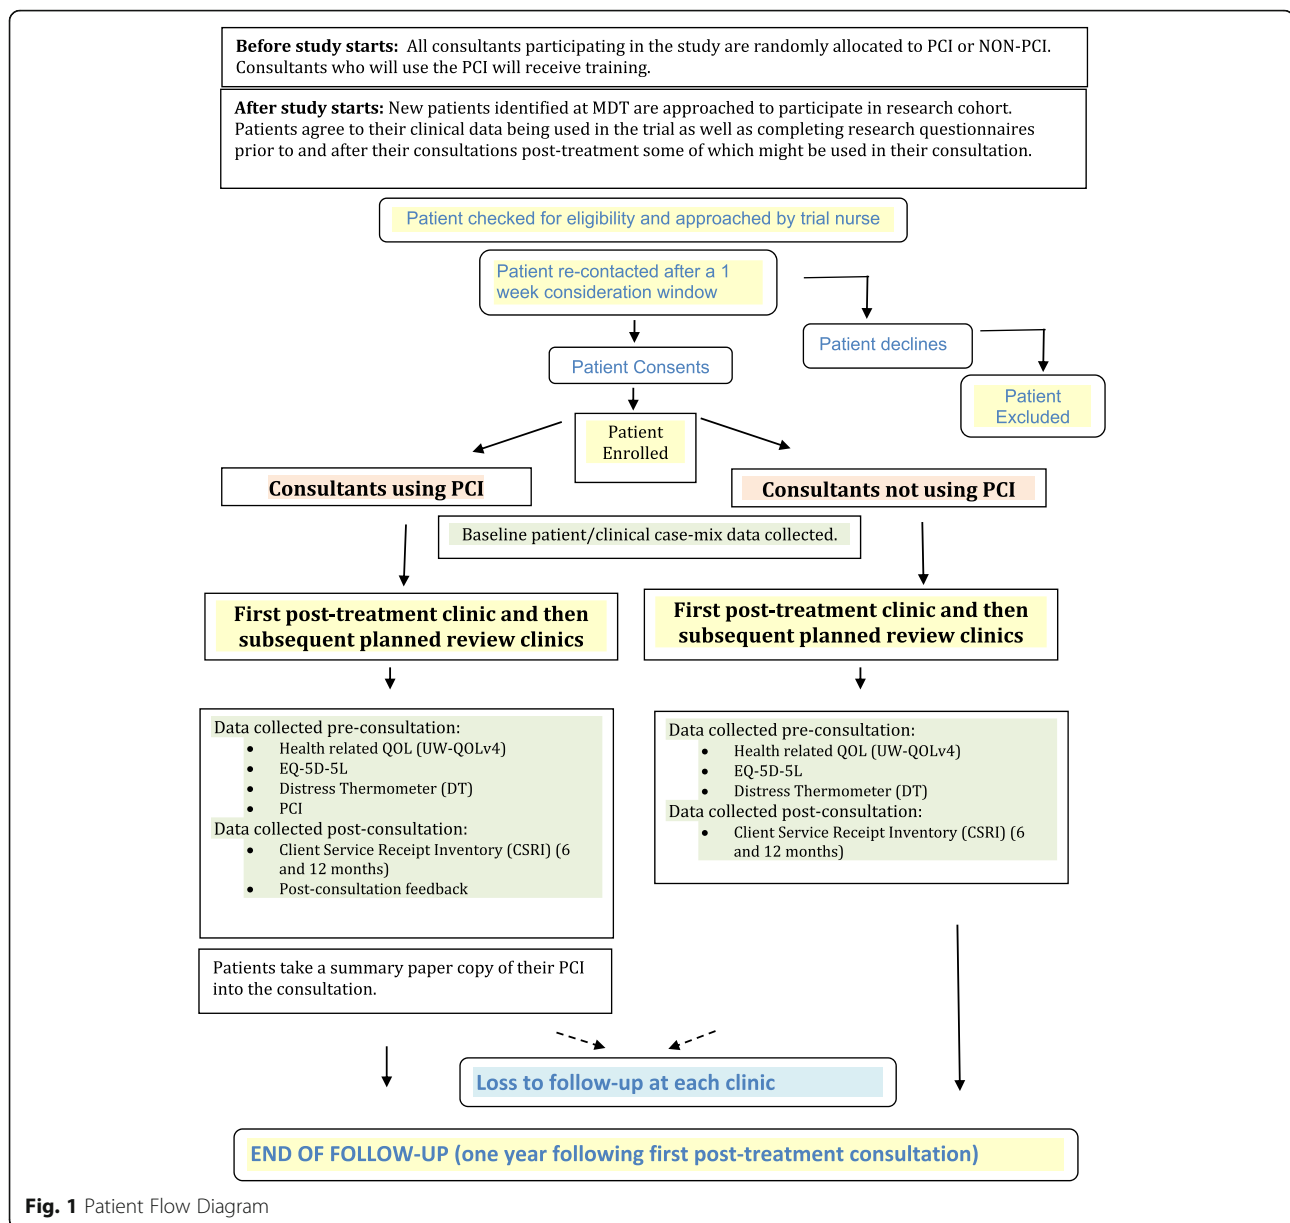 Before study starts: All consultants participating in the study are randomly allocated to PCI or NON-PCI.
Consultants who will use the PCI will receive training.
After study starts: New patients identified at MDT are approached to participate in research cohort.
Patients agree to their clinical data being used in the trial as well as completing research questionnaires
prior to and after their consultations post-treatment some of which might be used in their consultation.
Patient checked for eligibility and approached by trial nurse
Patient re-contacted after a 1
week consideration window
Patient declines
Patient Consents
Patient
Excluded
Patient
Enrolled
Consultants using PCI
Consultants not using PCI
Baseline patient/clinical case-mix data collected.
First post-treatment clinic and then
subsequent planned review clinics
First post-treatment clinic and then
subsequent planned review clinics
Data collected pre-consultation:
• Health related QOL (UW-QOLv4)
• EQ-5D-5L
• Distress Thermometer (DT)
• PCI
Data collected post-consultation:
• Client Service Receipt Inventory (CSRI) (6
and 12 months)
• Post-consultation feedback
Data collected pre-consultation:
• Health related QOL (UW-QOLv4)
• EQ-5D-5L
• Distress Thermometer (DT)
Data collected post-consultation:
• Client Service Receipt Inventory (CSRI) (6
and 12 months)
Patients take a summary paper copy of their PCI
into the consultation.
Loss to follow-up at each clinic
END OF FOLLOW-UP (one year following first post-treatment consultation)
Fig. 1 Patient Flow Diagram